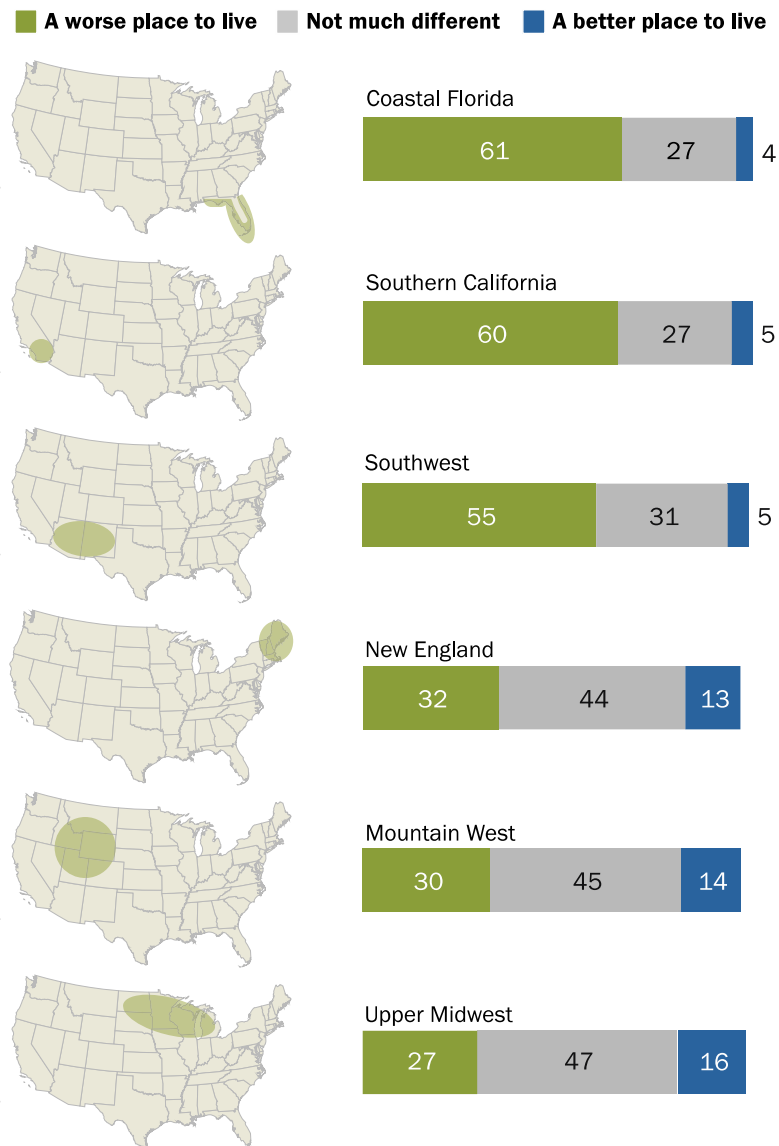 A worse place to live Not much different A better place to live
Coastal Florida
61 27 4
Southern California
60 27 5
Southwest
55 31 5
New England
32 44 13
Mountain West
30 45 14
Upper Midwest
27 47 16